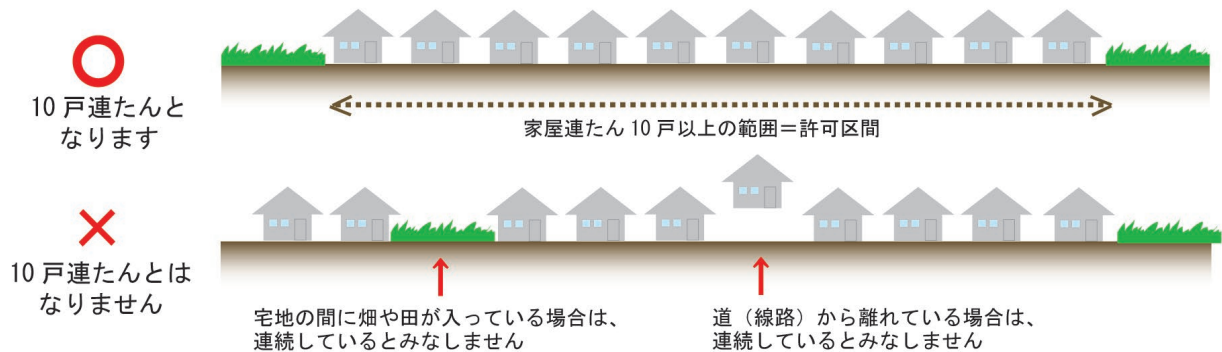 10戸連たんと
なります
家屋連たん10戸以上の範囲＝許可区間
10戸連たんとは
なりません
宅地の間に畑や田が入っている場合は、
連続しているとみなしません
道（線路）から離れている場合は、
連続しているとみなしません